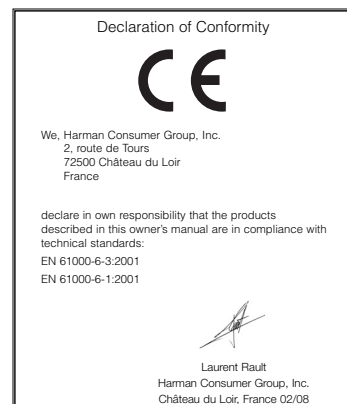 Declaration of Conformity
CE
We, Harman Consumer Group, Inc.
2, route de Tours
72500 Château du Loir
France
declare in own responsibility that the products
described in this owner's manual are in compliance with
technical standards:
EN 61000-6-3:2001
EN 61000-6-1:2001
Laurent Rault
Harman Consumer Group, Inc.
Château du Loir, France 02/08